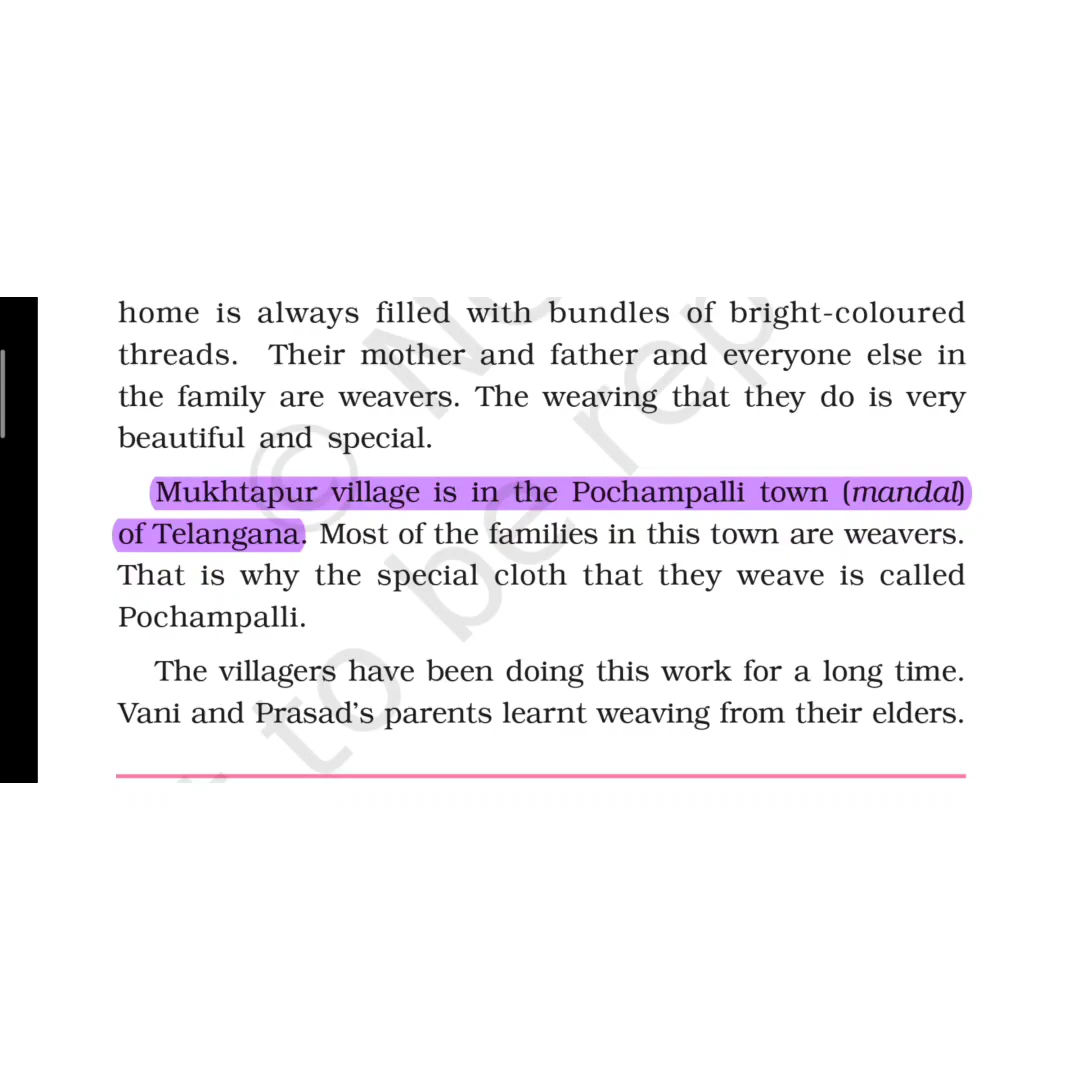 home is always filled with bundles of bright-coloured
threads. Their mother and father and everyone else in
the family are weavers. The weaving that they do is very
beautiful and special.
Mukhtapur village is in the Pochampalli town (mandal)
of Telangana. Most of the families in this town are weavers.
That is why the special cloth that they weave is called
Pochampalli.
The villagers have been doing this work for a long time.
Vani and Prasad’s parents learnt weaving from their elders.
© N
to be rep